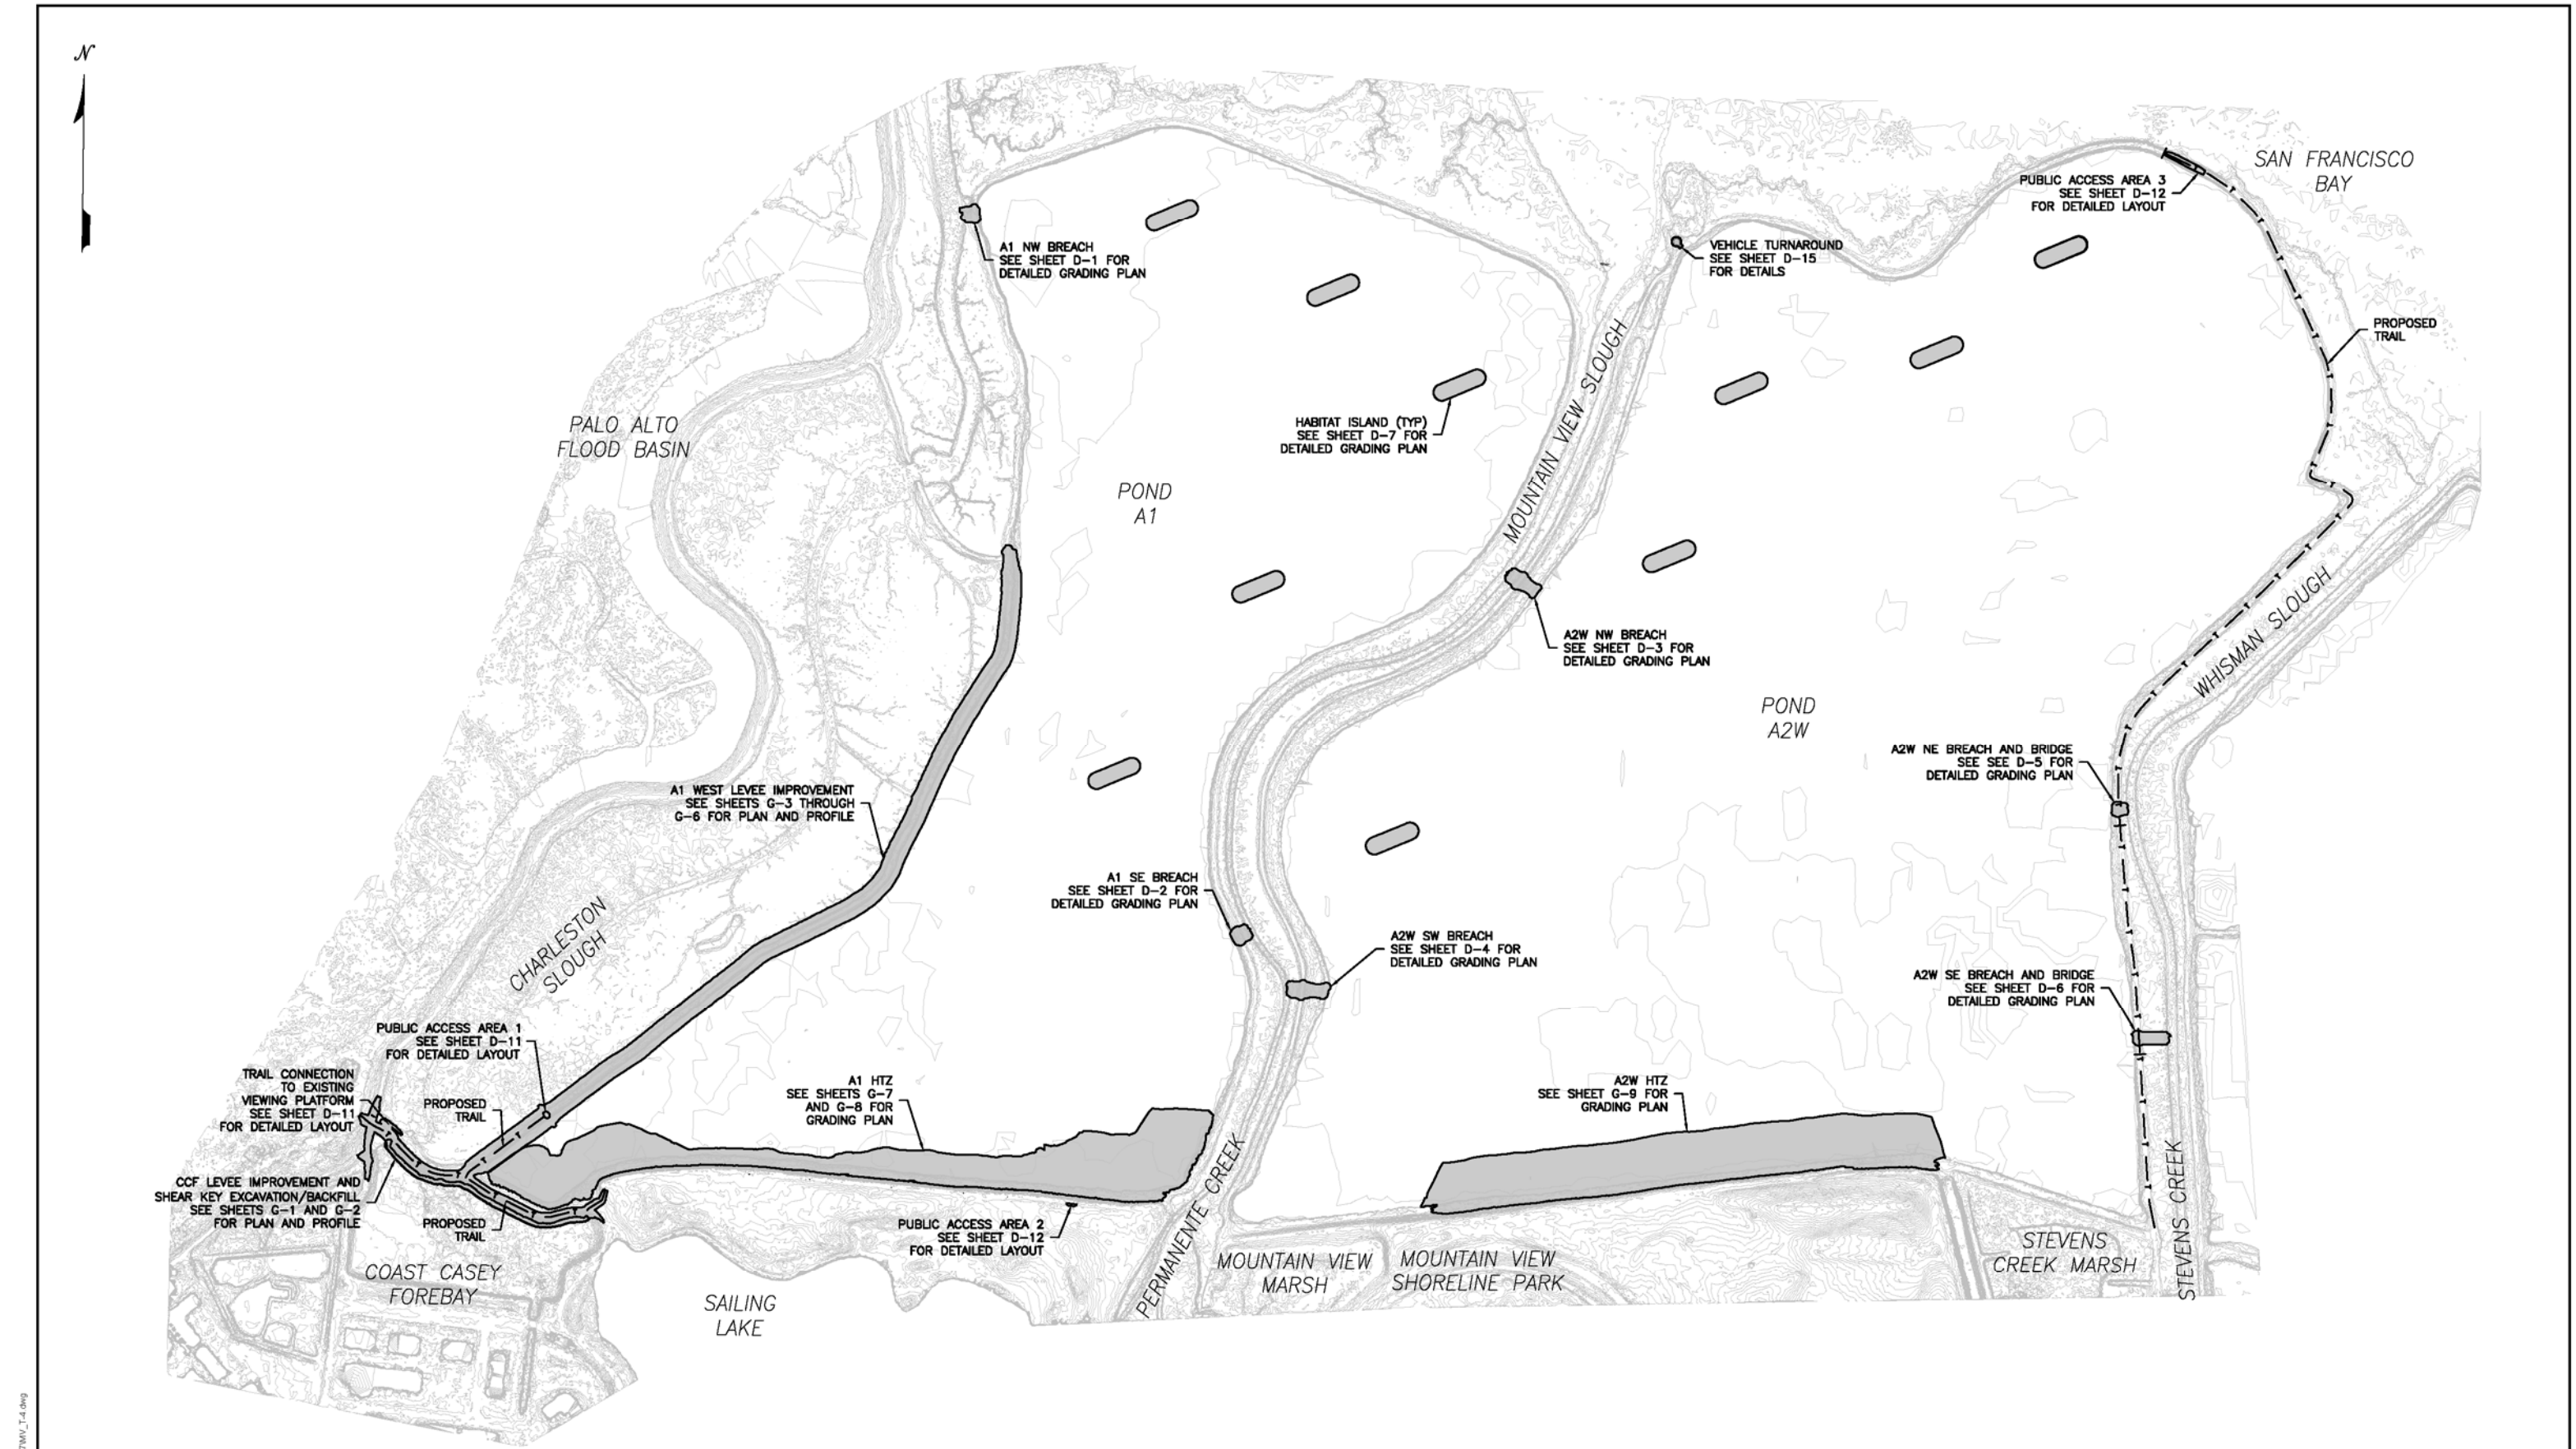 N
SAN FRANCISCO
BAY
PUBLIC ACCESS AREA 3
SEE SHEET D-12
FOR DETAILED LAYOUT
A1 NW BREACH
SEE SHEET D-1 FOR
DETAILED GRADING PLAN
VEHICLE TURNAROUND
SEE SHEET D-15
FOR DETAILS
PROPOSED
TRAIL
PALO ALTO
FLOOD BASIN
HABITAT ISLAND (TYP)
SEE SHEET D-7 FOR
DETAILED GRADING PLAN
MOUNTAIN VIEW SLOUGH
POND
A1
WHISMAN SLOUGH
A2W NW BREACH
SEE SHEET D-3 FOR
DETAILED GRADING PLAN
POND
A2W
A2W NE BREACH AND BRIDGE
SEE SEE D-5 FOR
DETAILED GRADING PLAN
A1 WEST LEVEE IMPROVEMENT
SEE SHEETS G-3 THROUGH
G-6 FOR PLAN AND PROFILE
A1 SE BREACH
SEE SHEET D-2 FOR
DETAILED GRADING PLAN
CHARLESTON
SLOUGH
A2W SW BREACH
SEE SHEET D-4 FOR
DETAILED GRADING PLAN
A2W SE BREACH AND BRIDGE
SEE SHEET D-6 FOR
DETAILED GRADING PLAN
PUBLIC ACCESS AREA 1
SEE SHEET D-11
FOR DETAILED LAYOUT
TRAIL CONNECTION
TO EXISTING
VIEWING PLATFORM
SEE SHEET D-11
FOR DETAILED LAYOUT
PROPOSED
TRAIL
A1 HTZ
SEE SHEETS G-7
AND G-8 FOR
GRADING PLAN
A2W HTZ
SEE SHEET G-9 FOR
GRADING PLAN
CCF LEVEE IMPROVEMENT AND
SHEAR KEY EXCAVATION/BACKFILL
SEE SHEETS G-1 AND G-2
FOR PLAN AND PROFILE
PROPOSED
TRAIL
PUBLIC ACCESS AREA 2
SEE SHEET D-12
FOR DETAILED LAYOUT
PERMANENTE CREEK
STEVENS CREEK
COAST CASEY
FOREBAY
SAILING
LAKE
MOUNTAIN VIEW
MARSH
MOUNTAIN VIEW
SHORELINE PARK
STEVENS
CREEK MARSH
7\MV_T-4.dwg